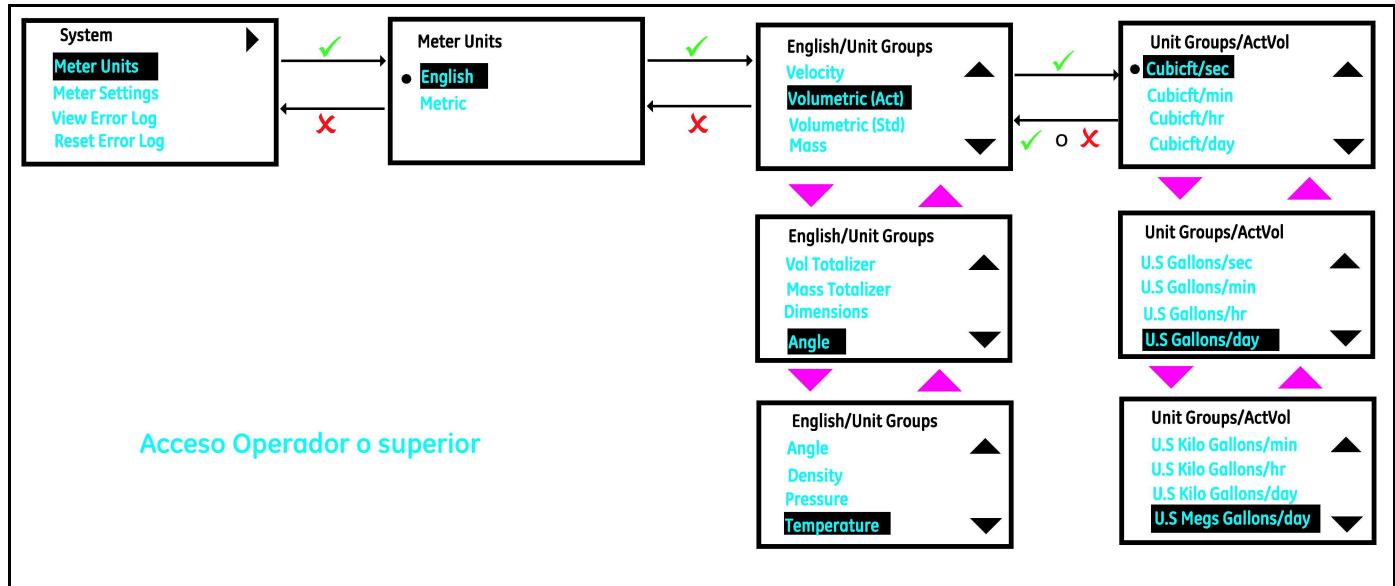 System
Meter Units
Meter Settings
View Error Log
Reset Error Log
Meter Units
English
Metric
English/Unit Groups
Velocity
Volumetric (Act)
Volumetric (Std)
Mass
Unit Groups/ActVol
Cubicft/sec
Cubicft/min
Cubicft/hr
Cubicft/day
o
English/Unit Groups
Vol Totalizer
Mass Totalizer
Dimensions
Angle
Unit Groups/ActVol
U.S Gallons/sec
U.S Gallons/min
U.S Gallons/hr
U.S Gallons/day
English/Unit Groups
Angle
Density
Pressure
Temperature
Unit Groups/ActVol
U.S Kilo Gallons/min
U.S Kilo Gallons/hr
U.S Kilo Gallons/day
U.S Megs Gallons/day
Acceso Operador o superior